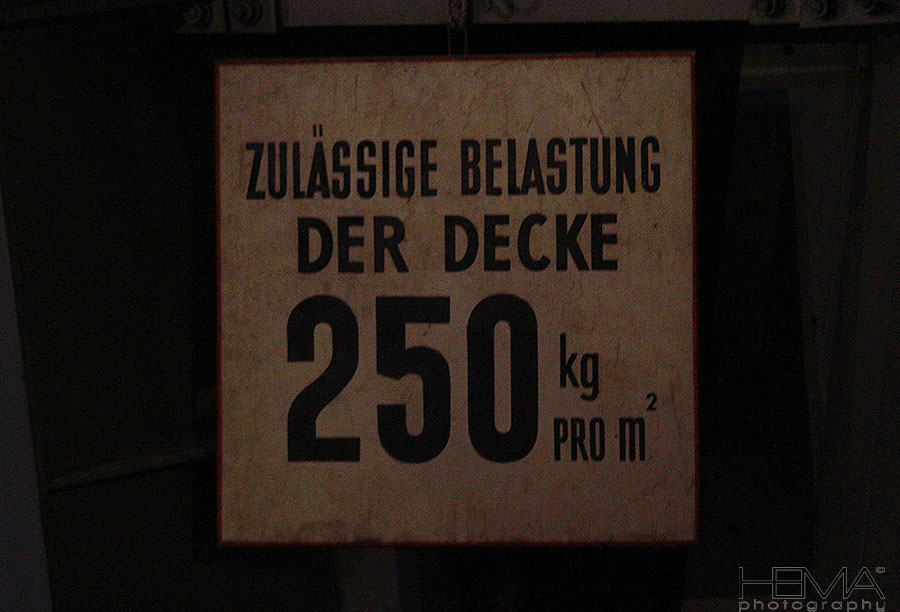 ZULÄSSIGE BELASTUNG
DER DECKE
250 kg
PRO m²
HEMA©
photography